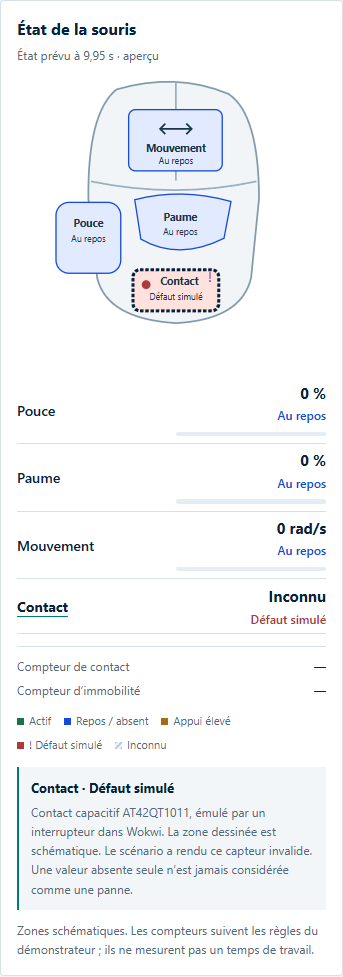 État de la souris
État prévu à 9,95 s · aperçu
Mouvement
Au repos
Pouce
Au repos
Paume
Au repos
!
Contact
Défaut simulé
0 %
Pouce
Au repos
0 %
Paume
Au repos
0 rad/s
Mouvement
Au repos
Inconnu
Contact
Défaut simulé
Compteur de contact —
Compteur d’immobilité —
Actif Repos / absent Appui élevé
! Défaut simulé Inconnu
Contact · Défaut simulé
Contact capacitif AT42QT1011, émulé par un
interrupteur dans Wokwi. La zone dessinée est
schématique. Le scénario a rendu ce capteur invalide.
Une valeur absente seule n’est jamais considérée
comme une panne.
Zones schématiques. Les compteurs suivent les règles du
démonstrateur ; ils ne mesurent pas un temps de travail.